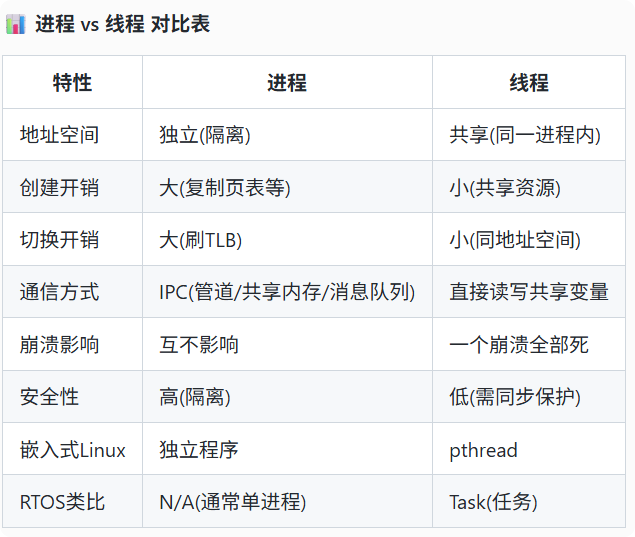 进程 vs 线程 对比表
特性 进程 线程
地址空间 独立(隔离) 共享(同一进程内)
创建开销 大(复制页表等) 小(共享资源)
切换开销 大(刷TLB) 小(同地址空间)
通信方式 IPC(管道/共享内存/消息队列) 直接读写共享变量
崩溃影响 互不影响 一个崩溃全部死
安全性 高(隔离) 低(需同步保护)
嵌入式Linux 独立程序 pthread
RTOS类比 N/A(通常单进程) Task(任务)